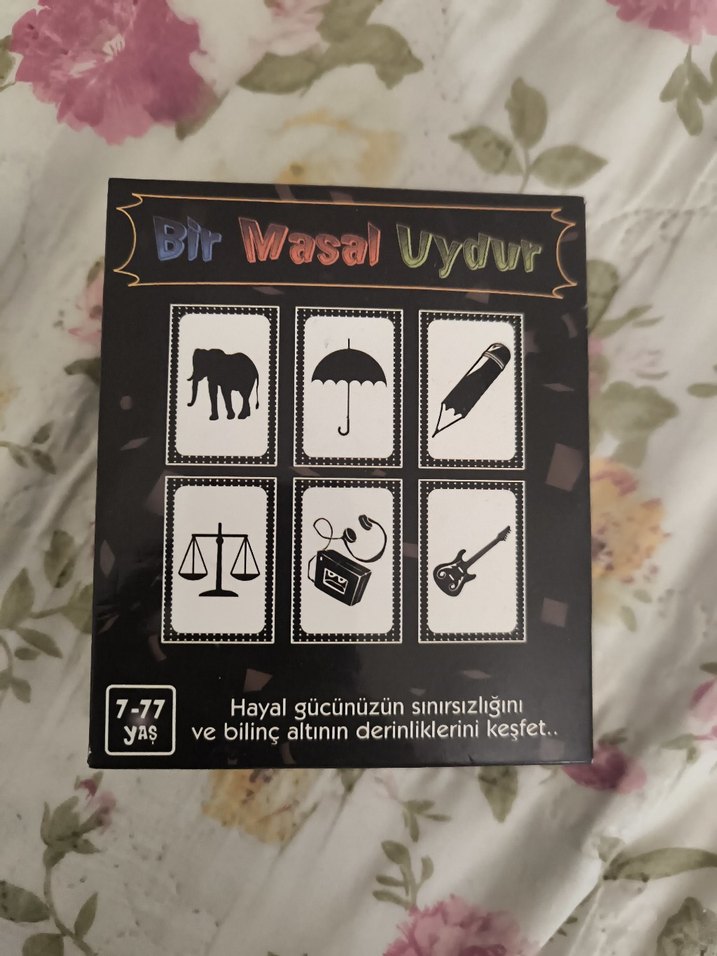 Bir Masal Uydur
7-77
yaş
Hayal gücünüzün sınırsızlığını
ve bilinç altının derinliklerini keşfet..